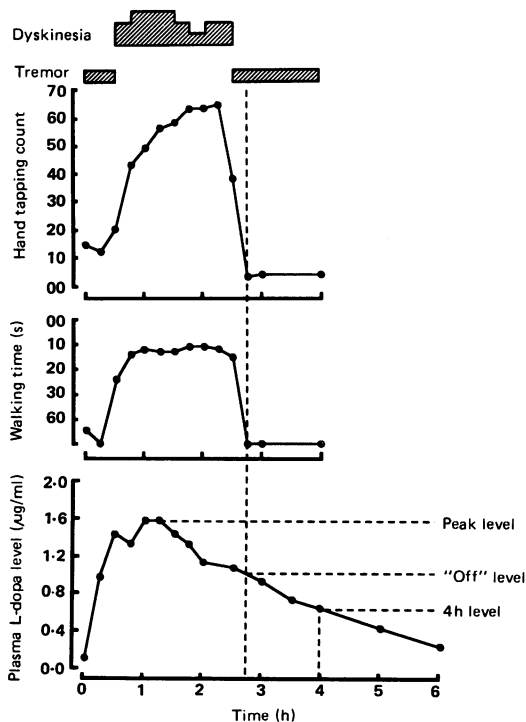 Dyskinesia
Tremor
Hand tapping count
70
60
50
40
30
20
10
00
Walking time (s)
00
10
20
30
60
Plasma L-dopa level (µg/ml)
2·0
1·6
1·2
0·8
0·4
0·0
Peak level
"Off" level
4h level
0 1 2 3 4 5 6
Time (h)